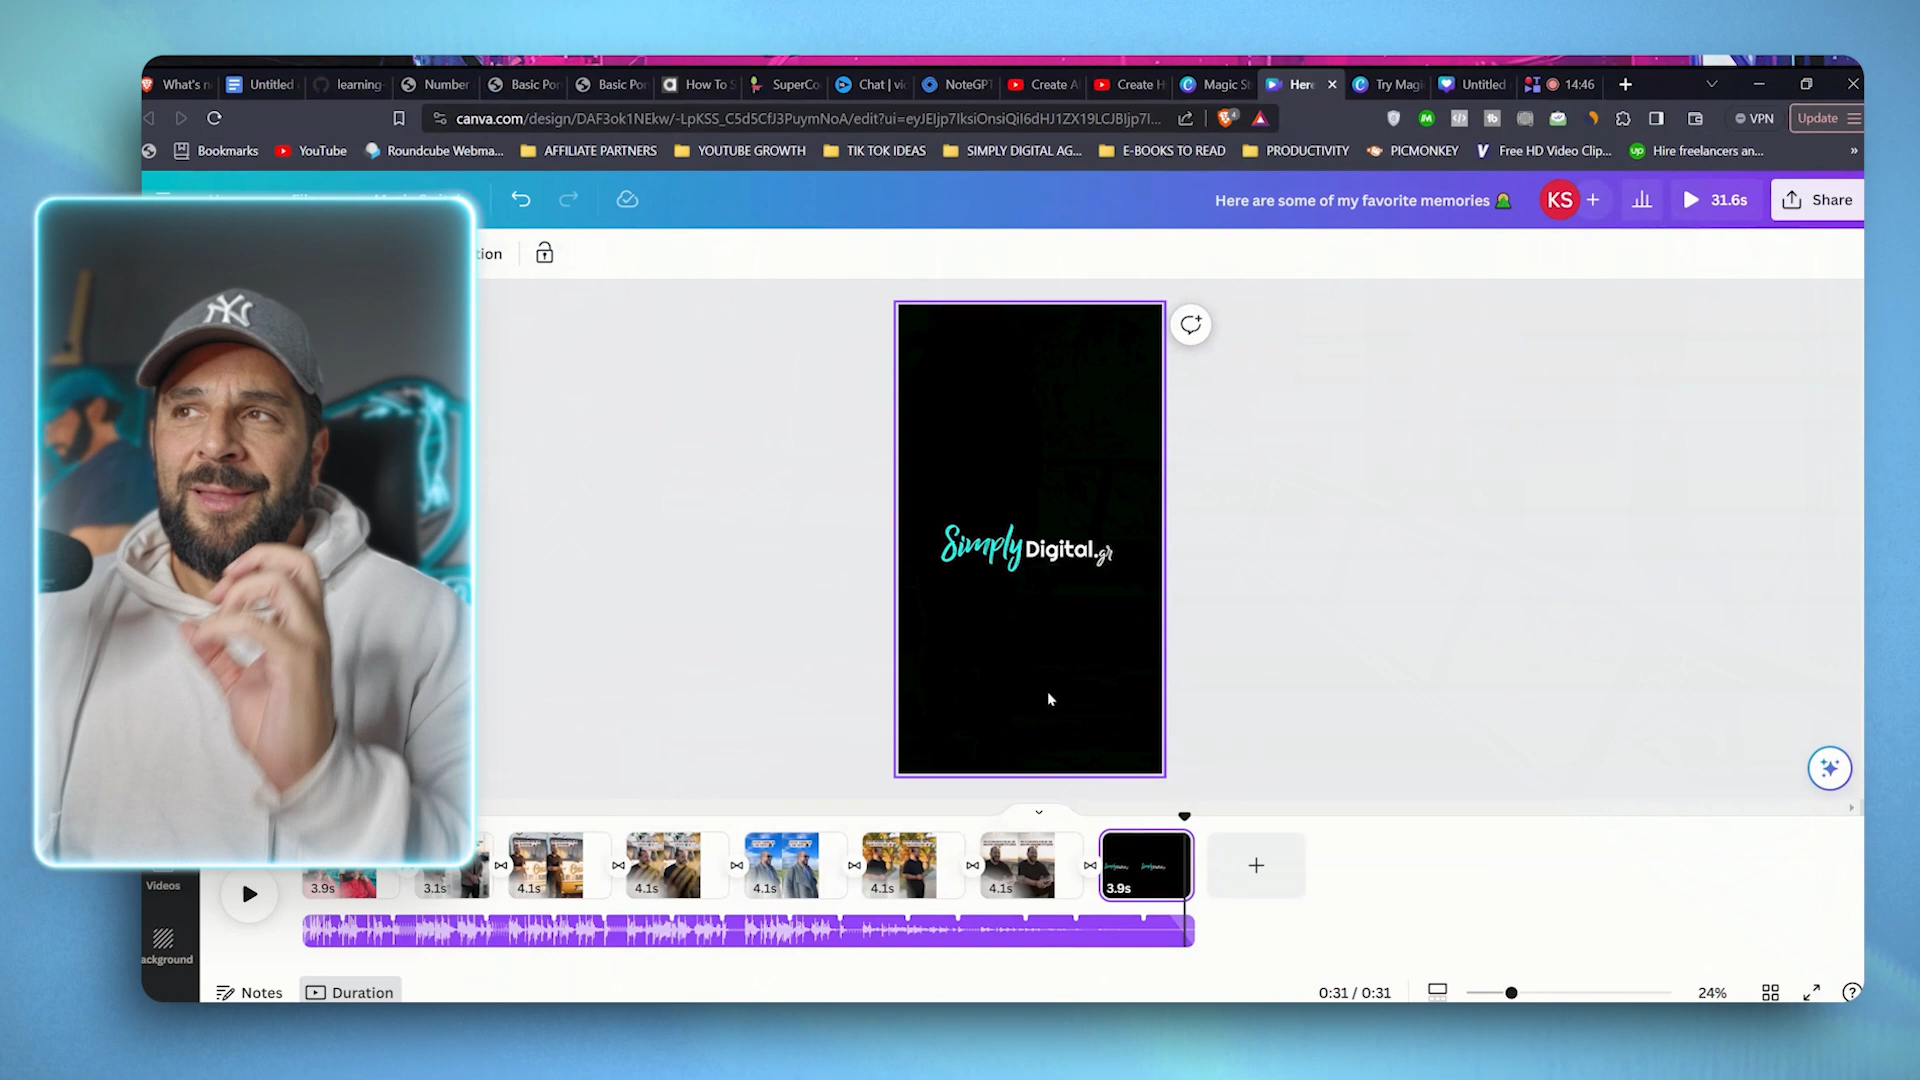 What's n
Untitled
learning-
Number
Basic Por
Basic Por
How To S
SuperCo
Chat | vi
NoteGP
Create A
Create H
Magic St
Here
Try Magi
Untitled
14:46
canva.com/design/DAF3ok1NEkw/-LpKSS_C5d5CfJ3PuymNoA/edit?ui=eyJEIjp7IksiOnsiQiI6dHJ1ZX19LCJBIjp7I...
VPN
Update
Bookmarks
YouTube
Roundcube Webma...
AFFILIATE PARTNERS
YOUTUBE GROWTH
TIK TOK IDEAS
SIMPLY DIGITAL AG...
E-BOOKS TO READ
PRODUCTIVITY
PICMONKEY
Free HD Video Clip...
Hire freelancers an...
Here are some of my favorite memories
KS
31.6s
Share
tion
NY
SimplyDigital.gr
3.9s
3.1s
4.1s
4.1s
4.1s
4.1s
4.1s
3.9s
Videos
ackground
Notes
Duration
0:31 / 0:31
24%